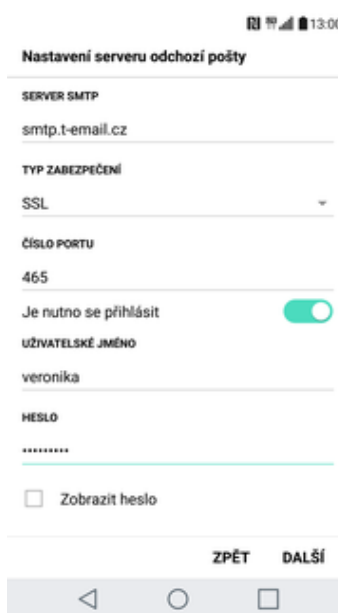 13:00
Nastavení serveru odchozí pošty
SERVER SMTP
smtp.t-email.cz
TYP ZABEZPEČENÍ
SSL
ČÍSLO PORTU
465
Je nutno se přihlásit
UŽIVATELSKÉ JMÉNO
veronika
HESLO
•••••••••
Zobrazit heslo
ZPĚT DALŠÍ